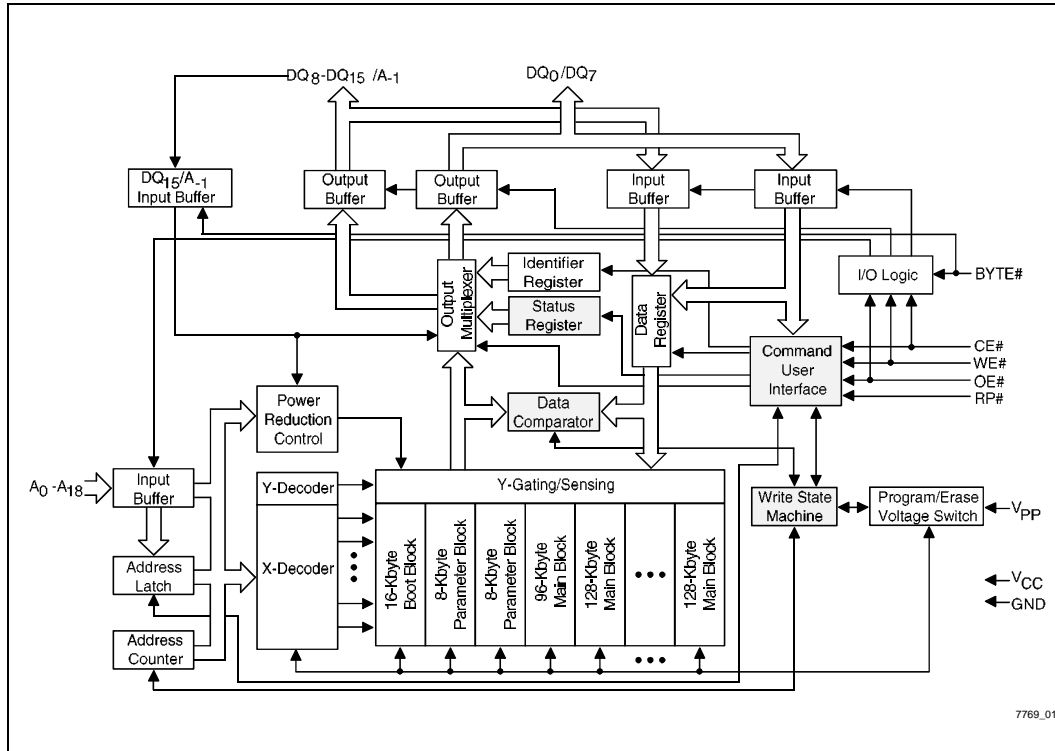 DQ8-DQ15 /A-1
DQ0/DQ7
DQ15/A-1
Input Buffer
Output
Buffer
Output
Buffer
Input
Buffer
Input
Buffer
I/O Logic
BYTE#
Output
Multiplexer
Identifier
Register
Status
Register
Data
Register
Command
User
Interface
CE#
WE#
OE#
RP#
Power
Reduction
Control
Data
Comparator
A0 -A18
Input
Buffer
Y-Decoder
Y-Gating/Sensing
Write State
Machine
Program/Erase
Voltage Switch
VPP
Address
Latch
X-Decoder
16-Kbyte
Boot Block
8-Kbyte
Parameter Block
8-Kbyte
Parameter Block
96-Kbyte
Main Block
128-Kbyte
Main Block
128-Kbyte
Main Block
VCC
GND
Address
Counter
7769_01